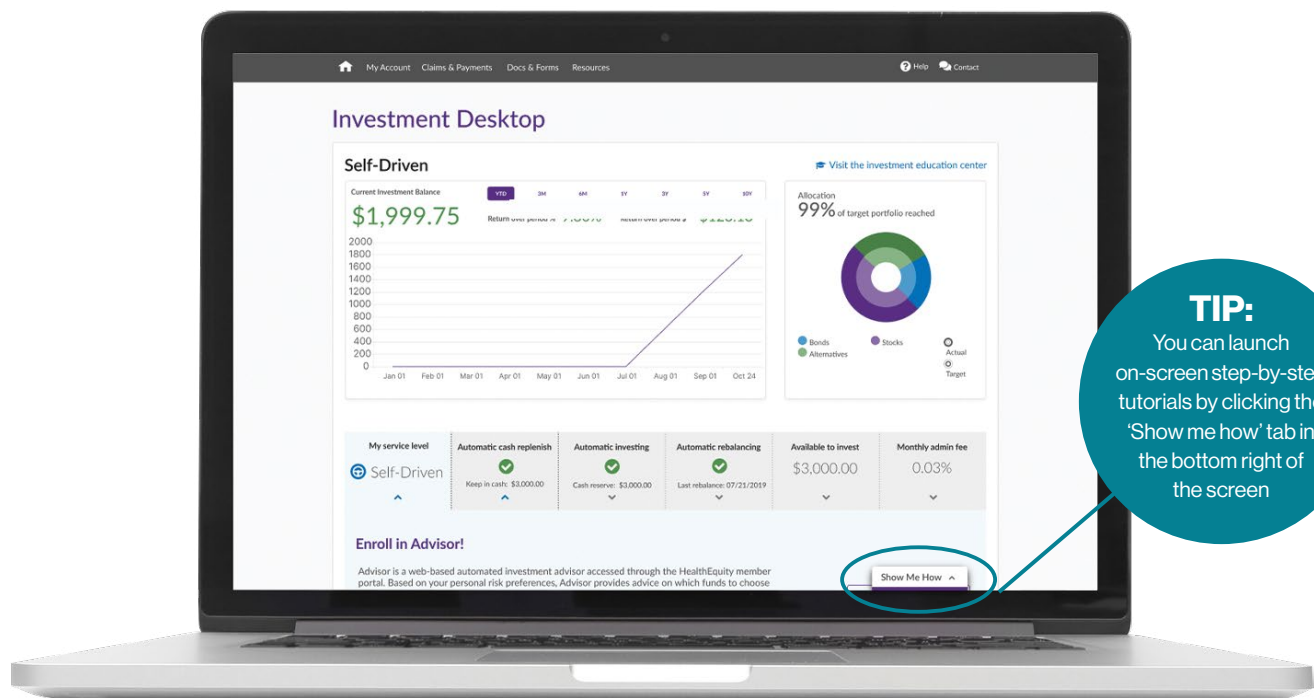 My Account Claims & Payments Docs & Forms Resources Help Contact
Investment Desktop
Self-Driven
Visit the investment education center
Current Investment Balance
YTD 3M 6M 1Y 3Y 5Y 10Y
$1,999.75
Return over period % Return over period $
2000
1800
1600
1400
1200
1000
800
600
400
200
0
Jan 01 Feb 01 Mar 01 Apr 01 May 01 Jun 01 Jul 01 Aug 01 Sep 01 Oct 24
Allocation
99% of target portfolio reached
Bonds Stocks
Alternatives
Actual
Target
My service level
Self-Driven
Automatic cash replenish
Keep in cash: $3,000.00
Automatic investing
Cash reserve: $3,000.00
Automatic rebalancing
Last rebalance: 07/21/2019
Available to invest
$3,000.00
Monthly admin fee
0.03%
Enroll in Advisor!
Advisor is a web-based automated investment advisor accessed through the HealthEquity member
portal. Based on your personal risk preferences, Advisor provides advice on which funds to choose
Show Me How
TIP:
You can launch
on-screen step-by-ste
tutorials by clicking the
‘Show me how’ tab in
the bottom right of
the screen